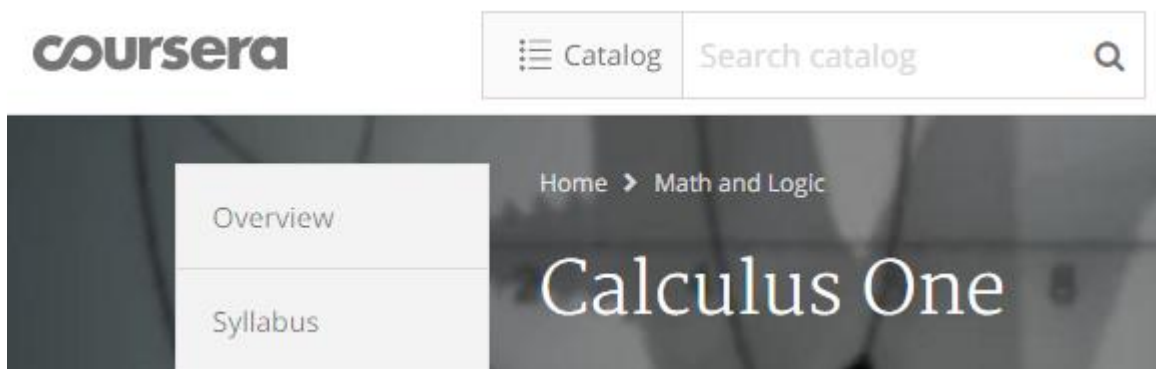 coursera
Catalog
Search catalog
Home > Math and Logic
Overview
Calculus One
Syllabus